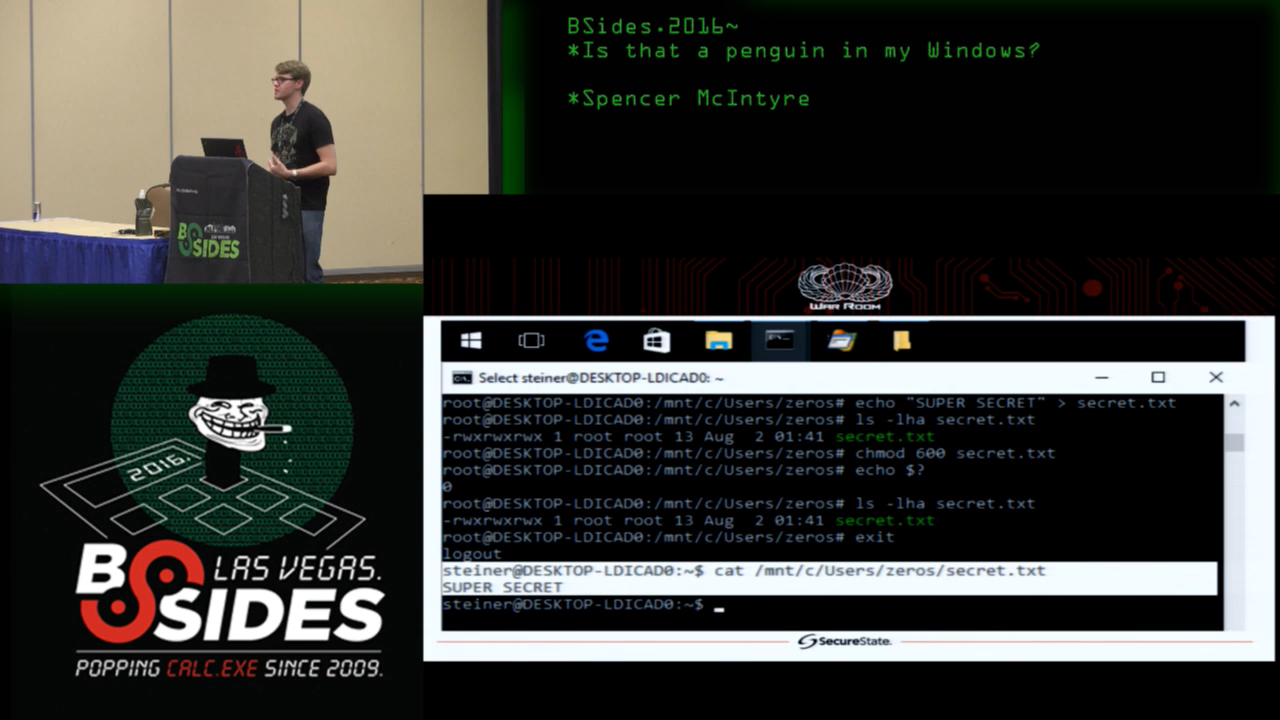 BSides.2016~
*Is that a penguin in my Windows?
*Spencer McIntyre
BSIDES
WAR ROOM
Select steiner@DESKTOP-LDICAD0: ~
root@DESKTOP-LDICAD0:/mnt/c/Users/zeros# echo "SUPER SECRET" > secret.txt
root@DESKTOP-LDICAD0:/mnt/c/Users/zeros# ls -lha secret.txt
-rwxrwxrwx 1 root root 13 Aug  2 01:41 secret.txt
root@DESKTOP-LDICAD0:/mnt/c/Users/zeros# chmod 600 secret.txt
root@DESKTOP-LDICAD0:/mnt/c/Users/zeros# echo $?
0
root@DESKTOP-LDICAD0:/mnt/c/Users/zeros# ls -lha secret.txt
-rwxrwxrwx 1 root root 13 Aug  2 01:41 secret.txt
root@DESKTOP-LDICAD0:/mnt/c/Users/zeros# exit
logout
steiner@DESKTOP-LDICAD0:~$ cat /mnt/c/Users/zeros/secret.txt
SUPER SECRET
steiner@DESKTOP-LDICAD0:~$
SecureState.
2016.
BSIDES
LAS VEGAS.
POPPING CALC.EXE SINCE 2009.